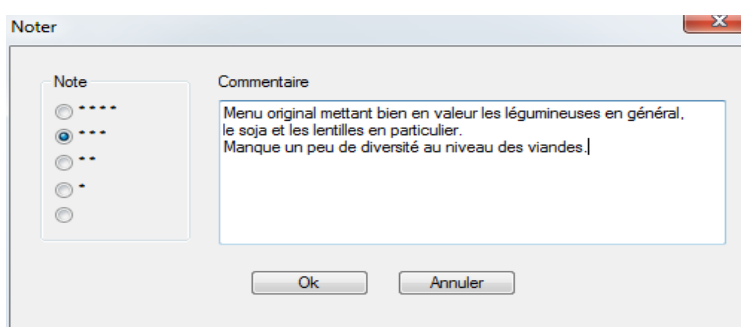 Noter
Note
Commentaire
* * * *
* * *
* *
*
Menu original mettant bien en valeur les légumineuses en général,
le soja et les lentilles en particulier.
Manque un peu de diversité au niveau des viandes.
Ok
Annuler